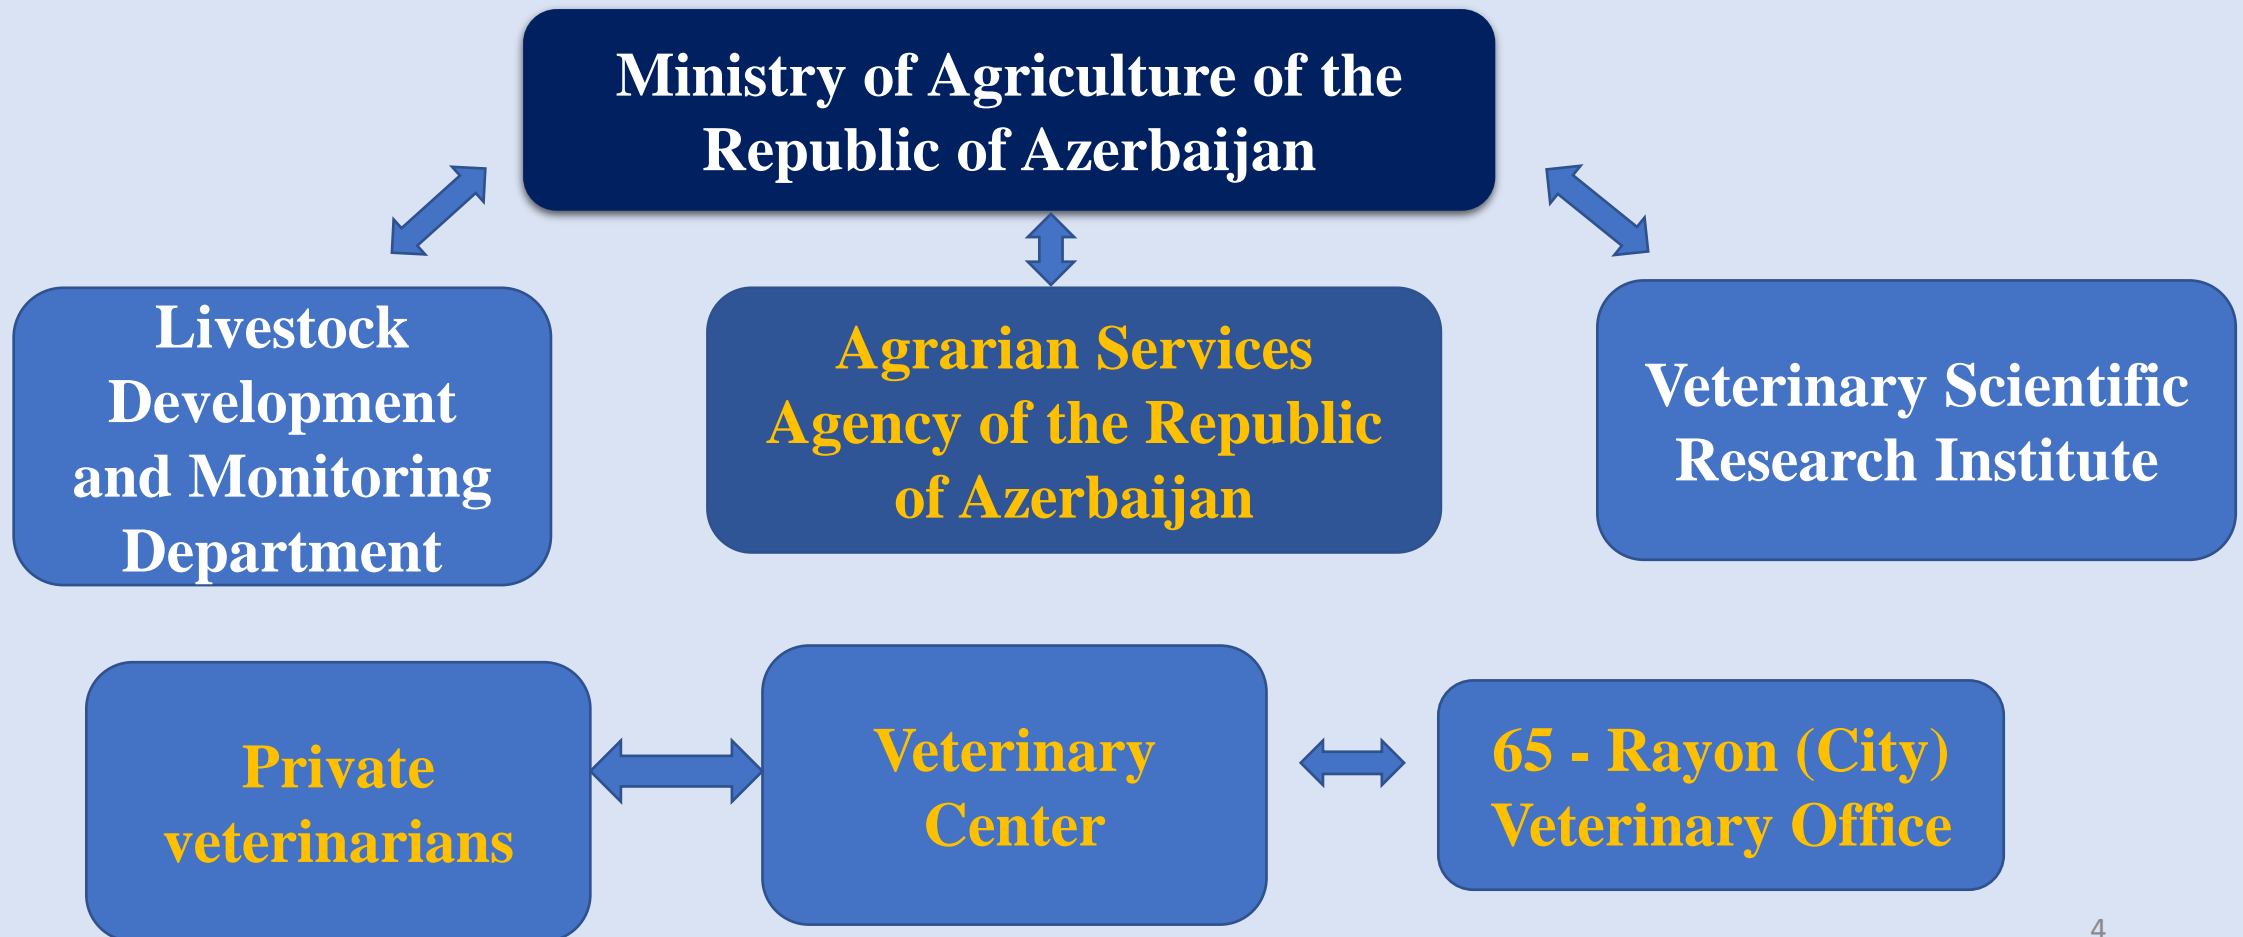 Ministry of Agriculture of the
Republic of Azerbaijan
Livestock
Development
and Monitoring
Department
Agrarian Services
Agency of the Republic
of Azerbaijan
Veterinary Scientific
Research Institute
Private
veterinarians
Veterinary
Center
65 - Rayon (City)
Veterinary Office
4